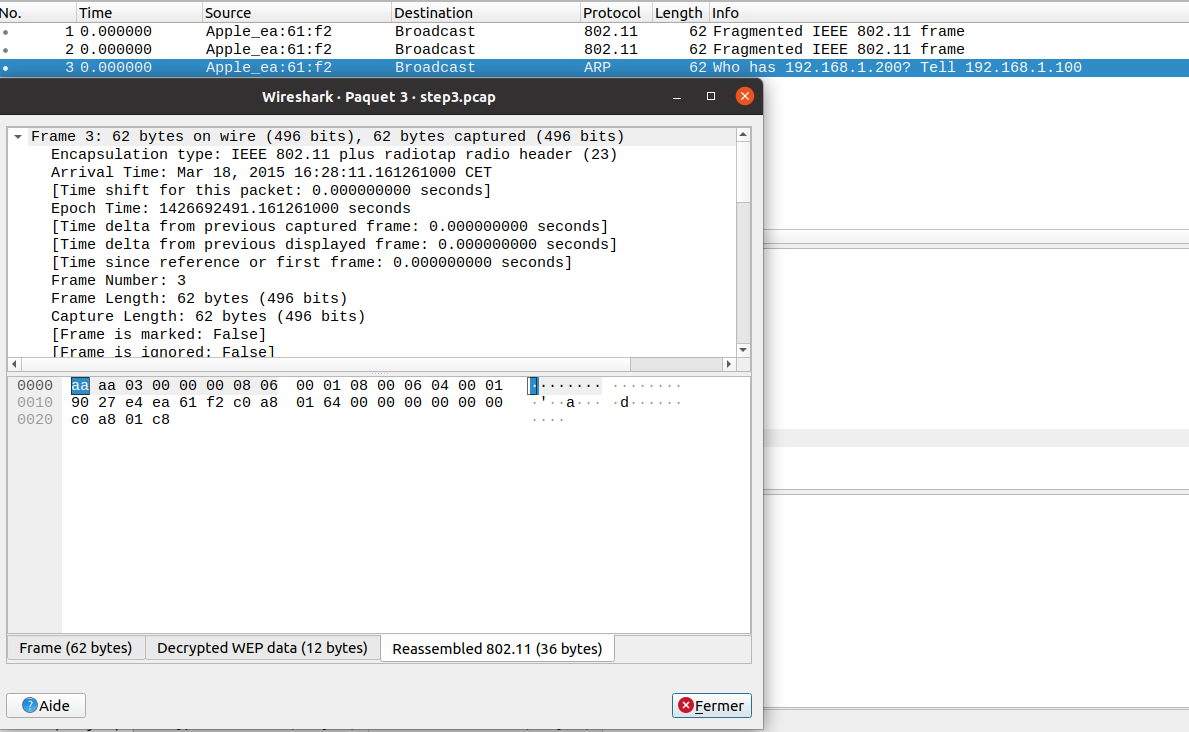 No. Time Source Destination Protocol Length Info
1 0.000000 Apple_ea:61:f2 Broadcast 802.11 62 Fragmented IEEE 802.11 frame
2 0.000000 Apple_ea:61:f2 Broadcast 802.11 62 Fragmented IEEE 802.11 frame
3 0.000000 Apple_ea:61:f2 Broadcast ARP 62 Who has 192.168.1.200? Tell 192.168.1.100
Wireshark · Paquet 3 · step3.pcap
Frame 3: 62 bytes on wire (496 bits), 62 bytes captured (496 bits)
Encapsulation type: IEEE 802.11 plus radiotap radio header (23)
Arrival Time: Mar 18, 2015 16:28:11.161261000 CET
[Time shift for this packet: 0.000000000 seconds]
Epoch Time: 1426692491.161261000 seconds
[Time delta from previous captured frame: 0.000000000 seconds]
[Time delta from previous displayed frame: 0.000000000 seconds]
[Time since reference or first frame: 0.000000000 seconds]
Frame Number: 3
Frame Length: 62 bytes (496 bits)
Capture Length: 62 bytes (496 bits)
[Frame is marked: False]
[Frame is ignored: False]
0000 aa aa 03 00 00 00 08 06 00 01 08 00 06 04 00 01 ········ ········
0010 90 27 e4 ea 61 f2 c0 a8 01 64 00 00 00 00 00 00 ·'··a··· ·d······
0020 c0 a8 01 c8 ····
Frame (62 bytes) Decrypted WEP data (12 bytes) Reassembled 802.11 (36 bytes)
Aide Fermer